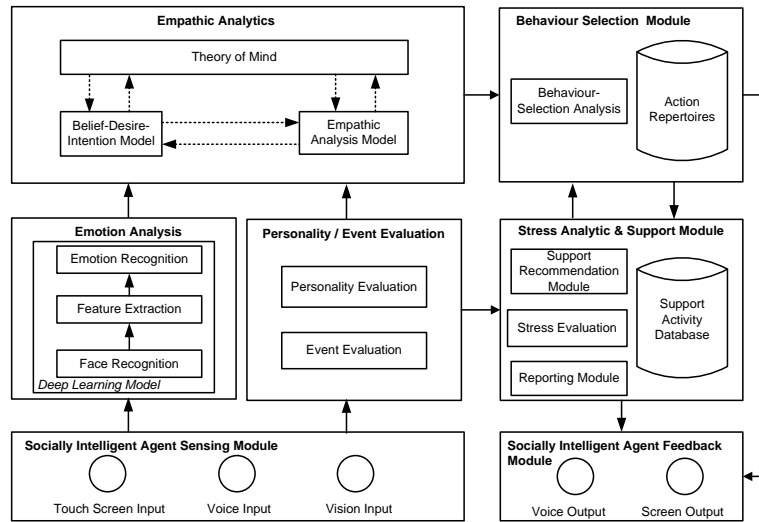 Empathic Analytics
Theory of Mind
Belief-Desire-
Intention Model
Empathic
Analysis Model
Behaviour Selection Module
Behaviour-
Selection Analysis
Action
Repertoires
Emotion Analysis
Emotion Recognition
Feature Extraction
Face Recognition
Deep Learning Model
Personality / Event Evaluation
Personality Evaluation
Event Evaluation
Stress Analytic & Support Module
Support
Recommendation
Module
Stress Evaluation
Reporting Module
Support
Activity
Database
Socially Intelligent Agent Sensing Module
Touch Screen Input
Voice Input
Vision Input
Socially Intelligent Agent Feedback
Module
Voice Output
Screen Output